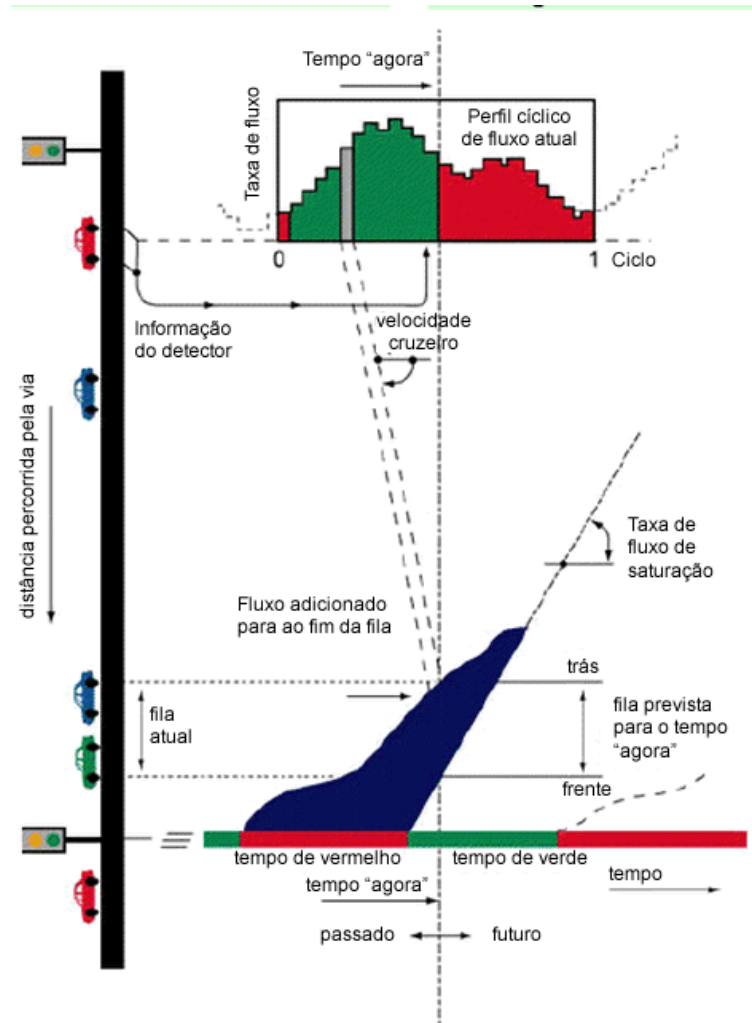 Tempo “agora”
Taxa de fluxo
Perfil cíclico
de fluxo atual
0
1
Ciclo
Informação
do detector
velocidade
cruzeiro
distância percorrida pela via
Taxa de
fluxo de
saturação
Fluxo adicionado
para ao fim da fila
trás
fila
atual
fila prevista
para o tempo
“agora”
frente
tempo de vermelho
tempo de verde
tempo “agora”
tempo
passado
futuro